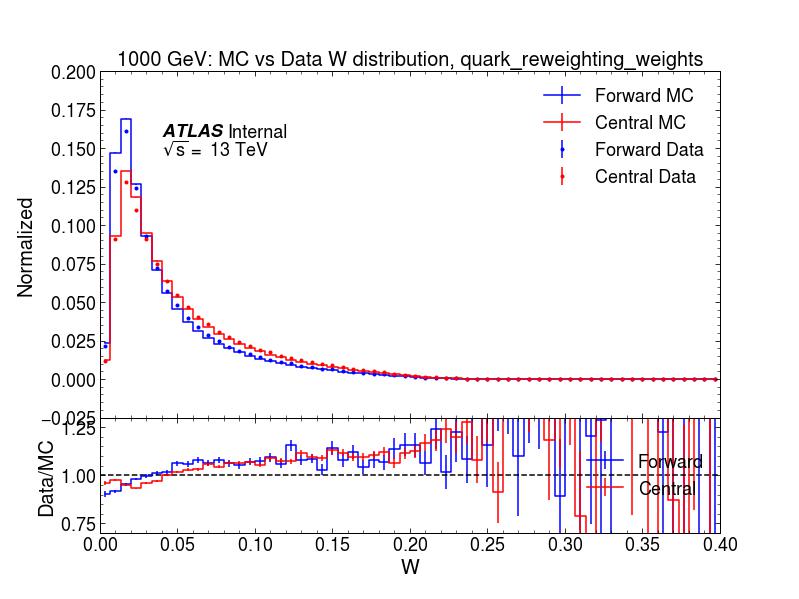 1000 GeV: MC vs Data W distribution, quark_reweighting_weights
0.200
0.175
0.150
0.125
0.100
0.075
0.050
0.025
0.000
−0.025
Normalized
ATLAS Internal
√s = 13 TeV
Forward MC
Central MC
Forward Data
Central Data
1.25
1.00
0.75
Data/MC
Forward
Central
0.00 0.05 0.10 0.15 0.20 0.25 0.30 0.35 0.40
W